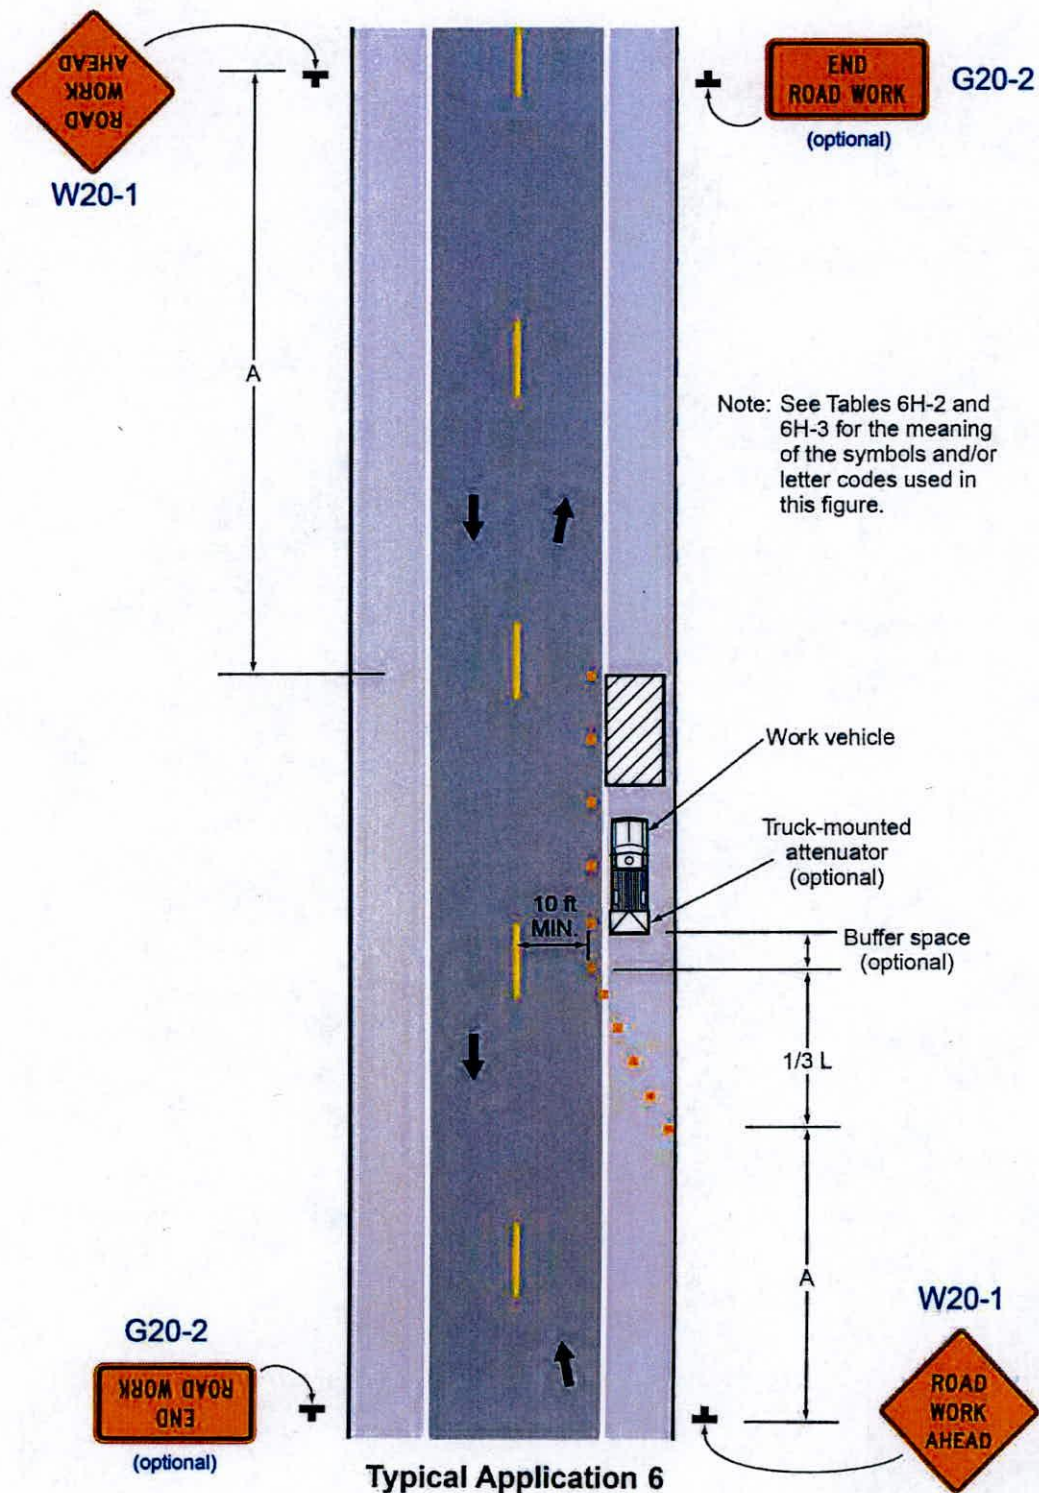 ROAD
WORK
AHEAD
W20-1
END
ROAD WORK
(optional)
G20-2
A
Note: See Tables 6H-2 and
6H-3 for the meaning
of the symbols and/or
letter codes used in
this figure.
Work vehicle
Truck-mounted
attenuator
(optional)
10 ft
MIN.
Buffer space
(optional)
1/3 L
A
G20-2
END
ROAD WORK
(optional)
W20-1
ROAD
WORK
AHEAD
Typical Application 6